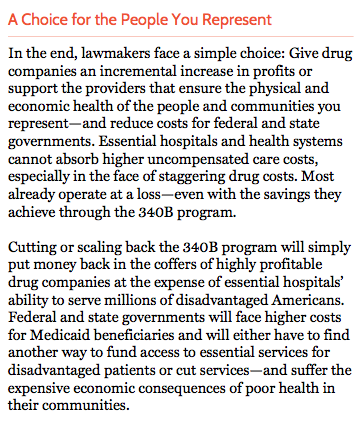 A Choice for the People You Represent
In the end, lawmakers face a simple choice: Give drug
companies an incremental increase in profits or
support the providers that ensure the physical and
economic health of the people and communities you
represent—and reduce costs for federal and state
governments. Essential hospitals and health systems
cannot absorb higher uncompensated care costs,
especially in the face of staggering drug costs. Most
already operate at a loss—even with the savings they
achieve through the 340B program.
Cutting or scaling back the 340B program will simply
put money back in the coffers of highly profitable
drug companies at the expense of essential hospitals’
ability to serve millions of disadvantaged Americans.
Federal and state governments will face higher costs
for Medicaid beneficiaries and will either have to find
another way to fund access to essential services for
disadvantaged patients or cut services—and suffer the
expensive economic consequences of poor health in
their communities.